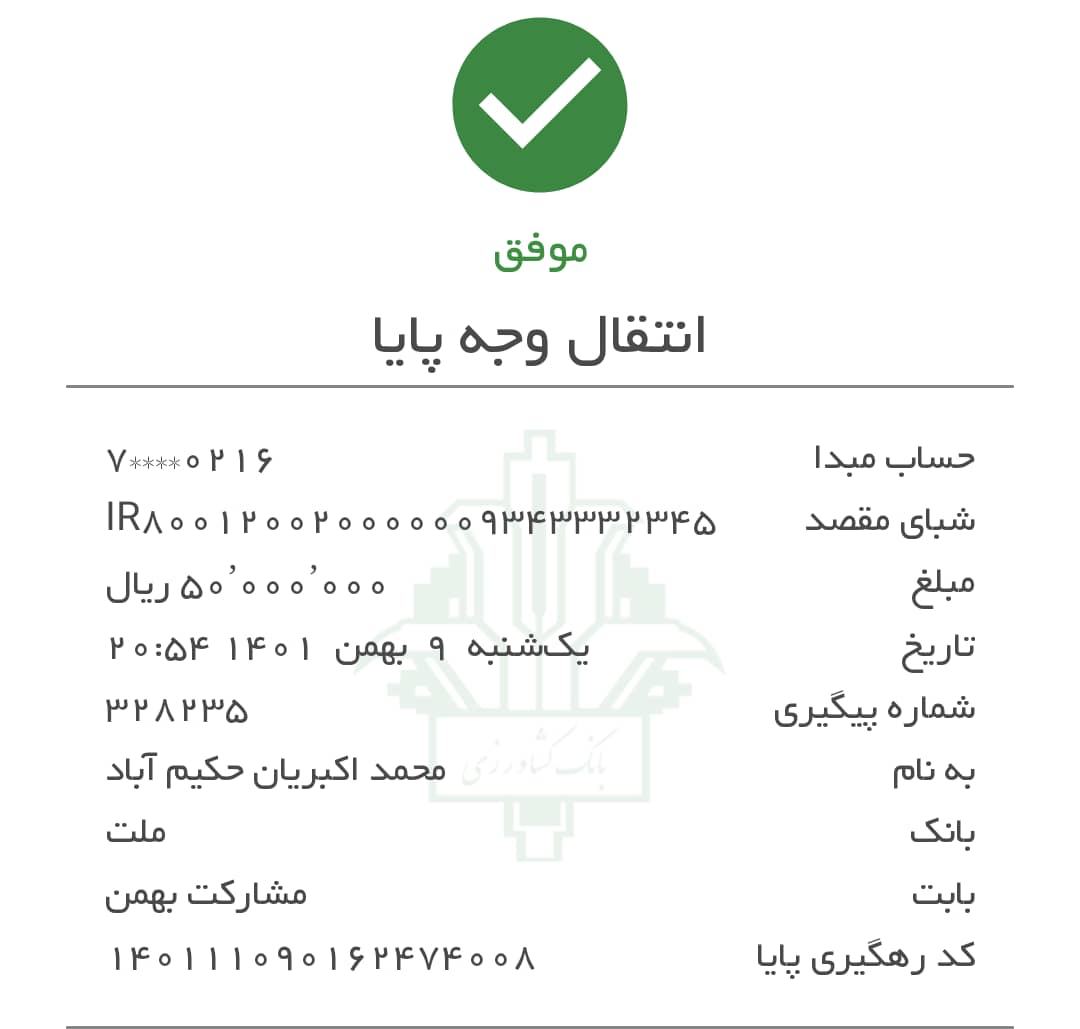 موفق
انتقال وجه پایا
حساب مبدا ۷****۰۲۱۶
شبای مقصد IR۸۰۰۱۲۰۰۲۰۰۰۰۰۰۹۳۴۳۳۳۲۳۴۵
مبلغ ۵۰٬۰۰۰٬۰۰۰ ریال
تاریخ یک‌شنبه ۹ بهمن ۱۴۰۱ ۲۰:۵۴
شماره پیگیری ۳۲۸۲۳۵
به نام محمد اکبریان حکیم آباد
بانک کشاورزی
بانک ملت
بابت مشارکت بهمن
کد رهگیری پایا ۱۴۰۱۱۱۰۹۰۱۶۲۴۷۴۰۰۸